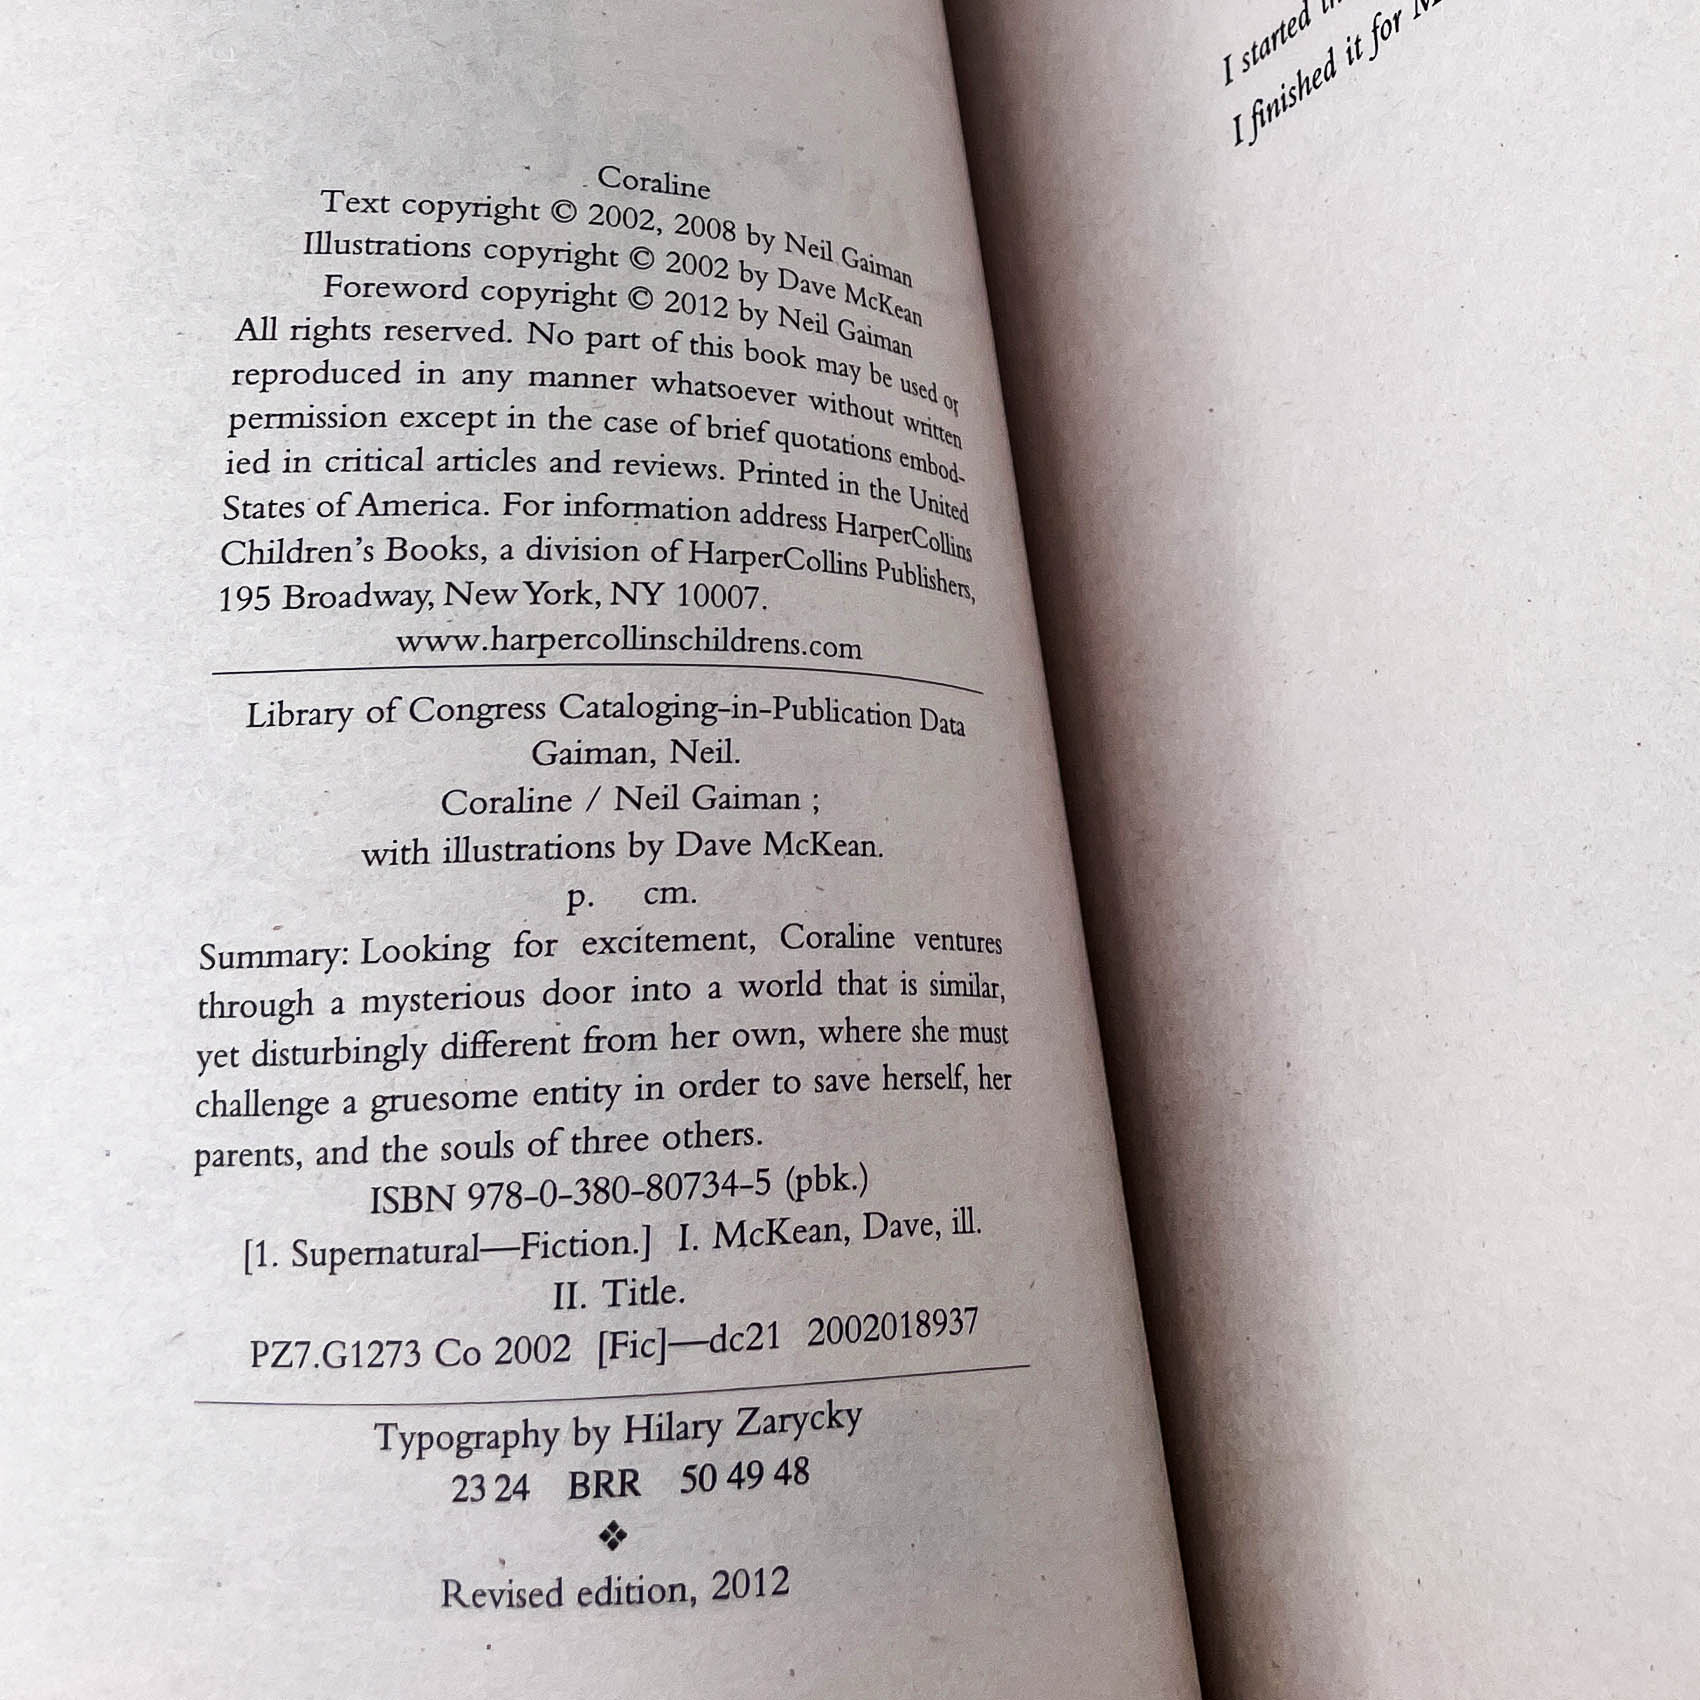 Coraline
Text copyright © 2002, 2008 by Neil Gaiman
Illustrations copyright © 2002 by Dave McKean
Foreword copyright © 2012 by Neil Gaiman
All rights reserved. No part of this book may be used or
reproduced in any manner whatsoever without written
permission except in the case of brief quotations embod-
ied in critical articles and reviews. Printed in the United
States of America. For information address HarperCollins
Children's Books, a division of HarperCollins Publishers,
195 Broadway, New York, NY 10007.
www.harpercollinschildrens.com
Library of Congress Cataloging-in-Publication Data
Gaiman, Neil.
Coraline / Neil Gaiman ;
with illustrations by Dave McKean.
p. cm.
Summary: Looking for excitement, Coraline ventures
through a mysterious door into a world that is similar,
yet disturbingly different from her own, where she must
challenge a gruesome entity in order to save herself, her
parents, and the souls of three others.
ISBN 978-0-380-80734-5 (pbk.)
[1. Supernatural—Fiction.] I. McKean, Dave, ill.
II. Title.
PZ7.G1273 Co 2002 [Fic]—dc21 2002018937
Typography by Hilary Zarycky
23 24 BRR 50 49 48
❖
Revised edition, 2012
I started
I finished it for